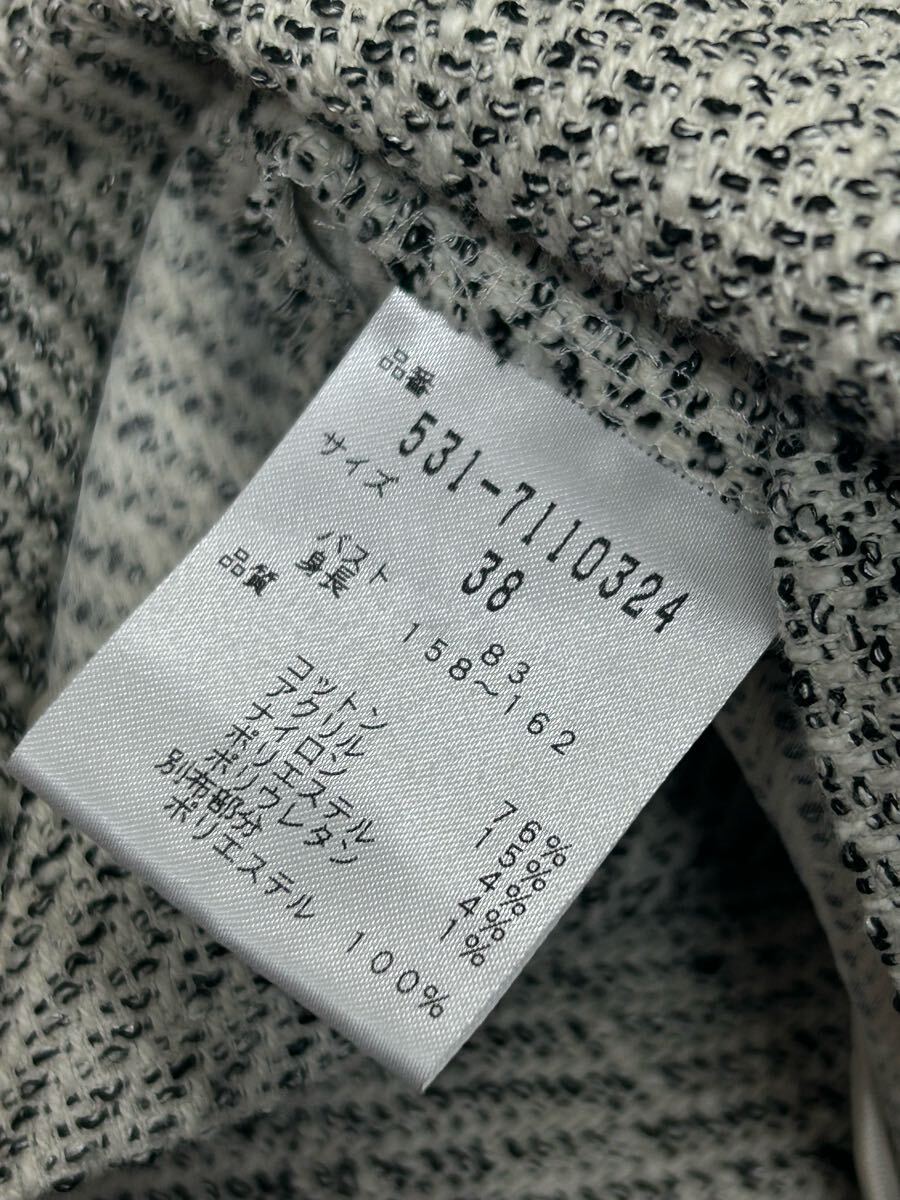 品番
531-7110324
サイズ 38
バスト 83
身長 158～162
品質
コットン 76%
アクリル 15%
ナイロン 4%
ポリエステル 4%
ポリウレタン 1%
別布部分
ポリエステル 100%